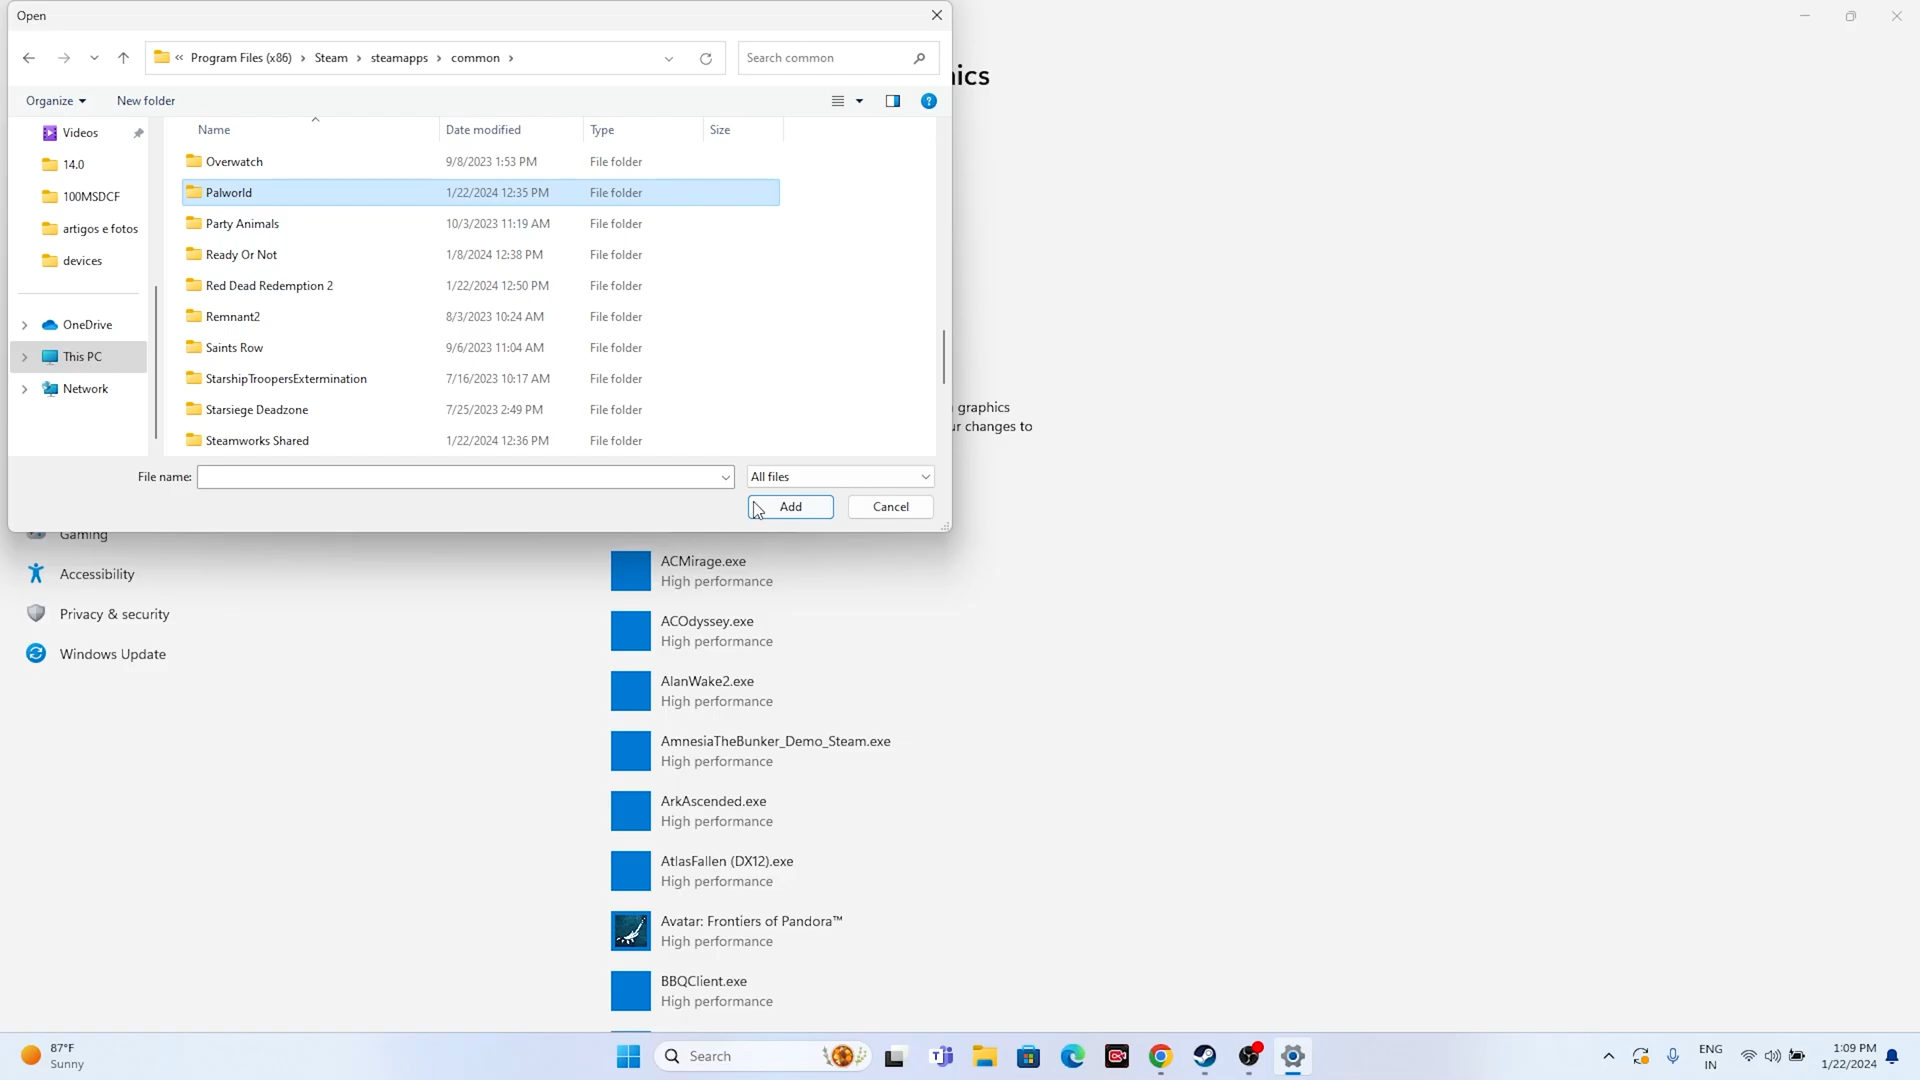 Open
« Program Files (x86) › Steam › steamapps › common ›
Search common
ics
Organize
New folder
?
Name
Date modified
Type
Size
Videos
14.0
100MSDCF
artigos e fotos
devices
OneDrive
This PC
Network
Overwatch 9/8/2023 1:53 PM File folder
Palworld 1/22/2024 12:35 PM File folder
Party Animals 10/3/2023 11:19 AM File folder
Ready Or Not 1/8/2024 12:38 PM File folder
Red Dead Redemption 2 1/22/2024 12:50 PM File folder
Remnant2 8/3/2023 10:24 AM File folder
Saints Row 9/6/2023 11:04 AM File folder
StarshipTroopersExtermination 7/16/2023 10:17 AM File folder
Starsiege Deadzone 7/25/2023 2:49 PM File folder
Steamworks Shared 1/22/2024 12:36 PM File folder
graphics
ur changes to
File name:
All files
Add
Cancel
Gaming
Accessibility
Privacy & security
Windows Update
ACMirage.exe
High performance
ACOdyssey.exe
High performance
AlanWake2.exe
High performance
AmnesiaTheBunker_Demo_Steam.exe
High performance
ArkAscended.exe
High performance
AtlasFallen (DX12).exe
High performance
Avatar: Frontiers of Pandora™
High performance
BBQClient.exe
High performance
87°F
Sunny
Search
ENG
IN
1:09 PM
1/22/2024